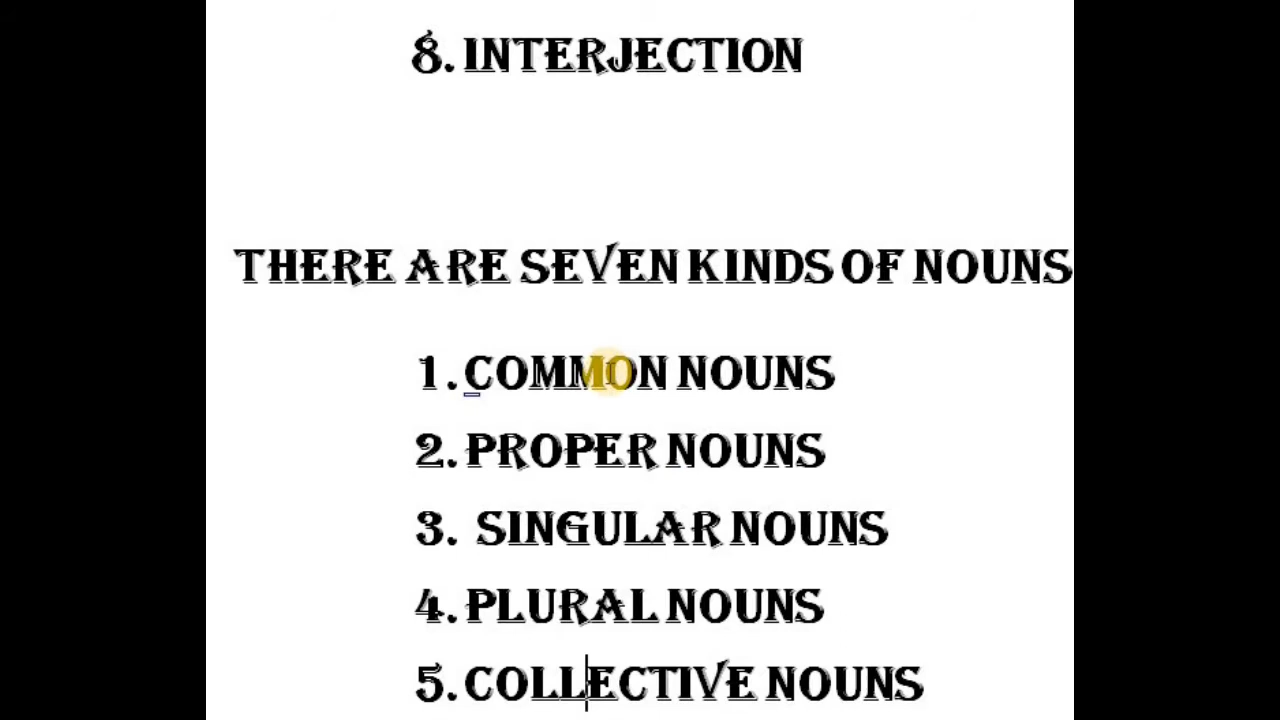 8. INTERJECTION
THERE ARE SEVEN KINDS OF NOUNS
1. COMMON NOUNS
2. PROPER NOUNS
3. SINGULAR NOUNS
4. PLURAL NOUNS
5. COLLECTIVE NOUNS